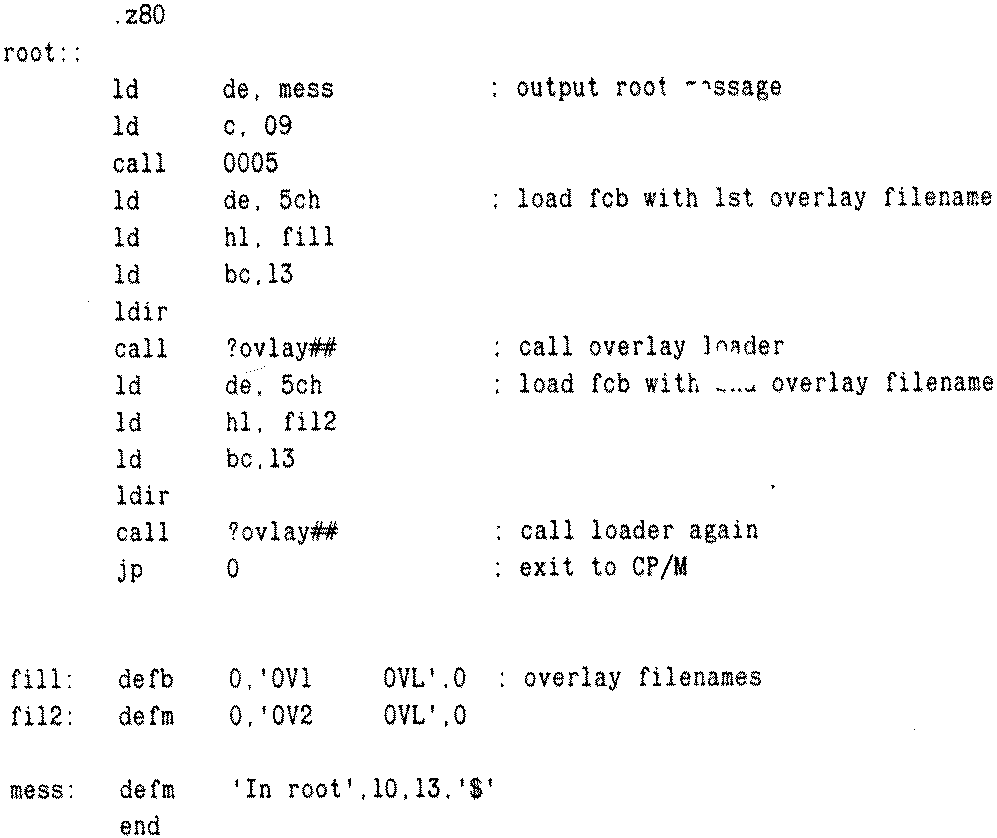 .z80
root::
ld de, mess ; output root message
ld c, 09
call 0005
ld de, 5ch ; load fcb with 1st overlay filename
ld hl, fil1
ld bc,13
ldir
call ?ovlay## ; call overlay loader
ld de, 5ch ; load fcb with overlay filename
ld hl, fil2
ld bc,13
ldir
call ?ovlay## ; call loader again
jp 0 ; exit to CP/M
fil1: defb 0,'OV1     OVL',0 ; overlay filenames
fil2: defm 0,'OV2     OVL',0
mess: defm 'In root',10,13,'$'
end